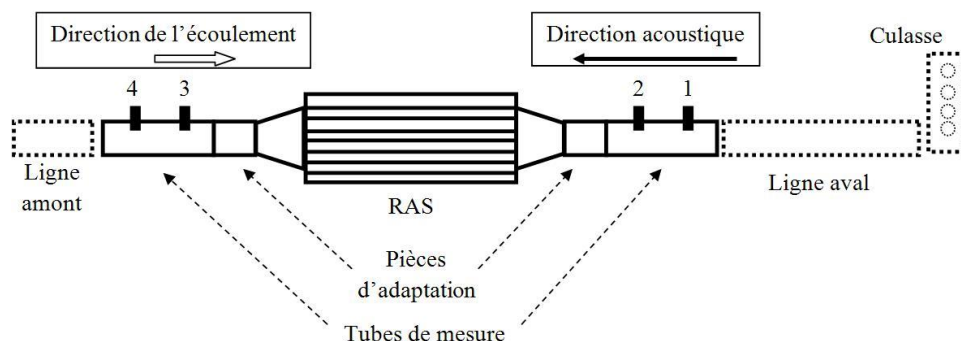 Direction de l'écoulement
Direction acoustique
Culasse
4
3
2
1
Ligne
amont
RAS
Ligne aval
Pièces
d'adaptation
Tubes de mesure